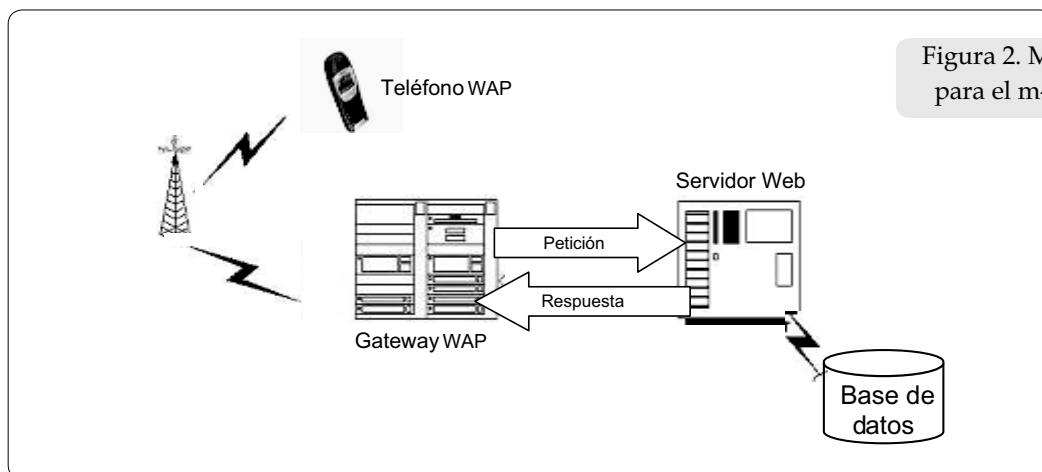 Figura 2. M
para el m
Teléfono WAP
Servidor Web
Petición
Respuesta
Gateway WAP
Base de
datos